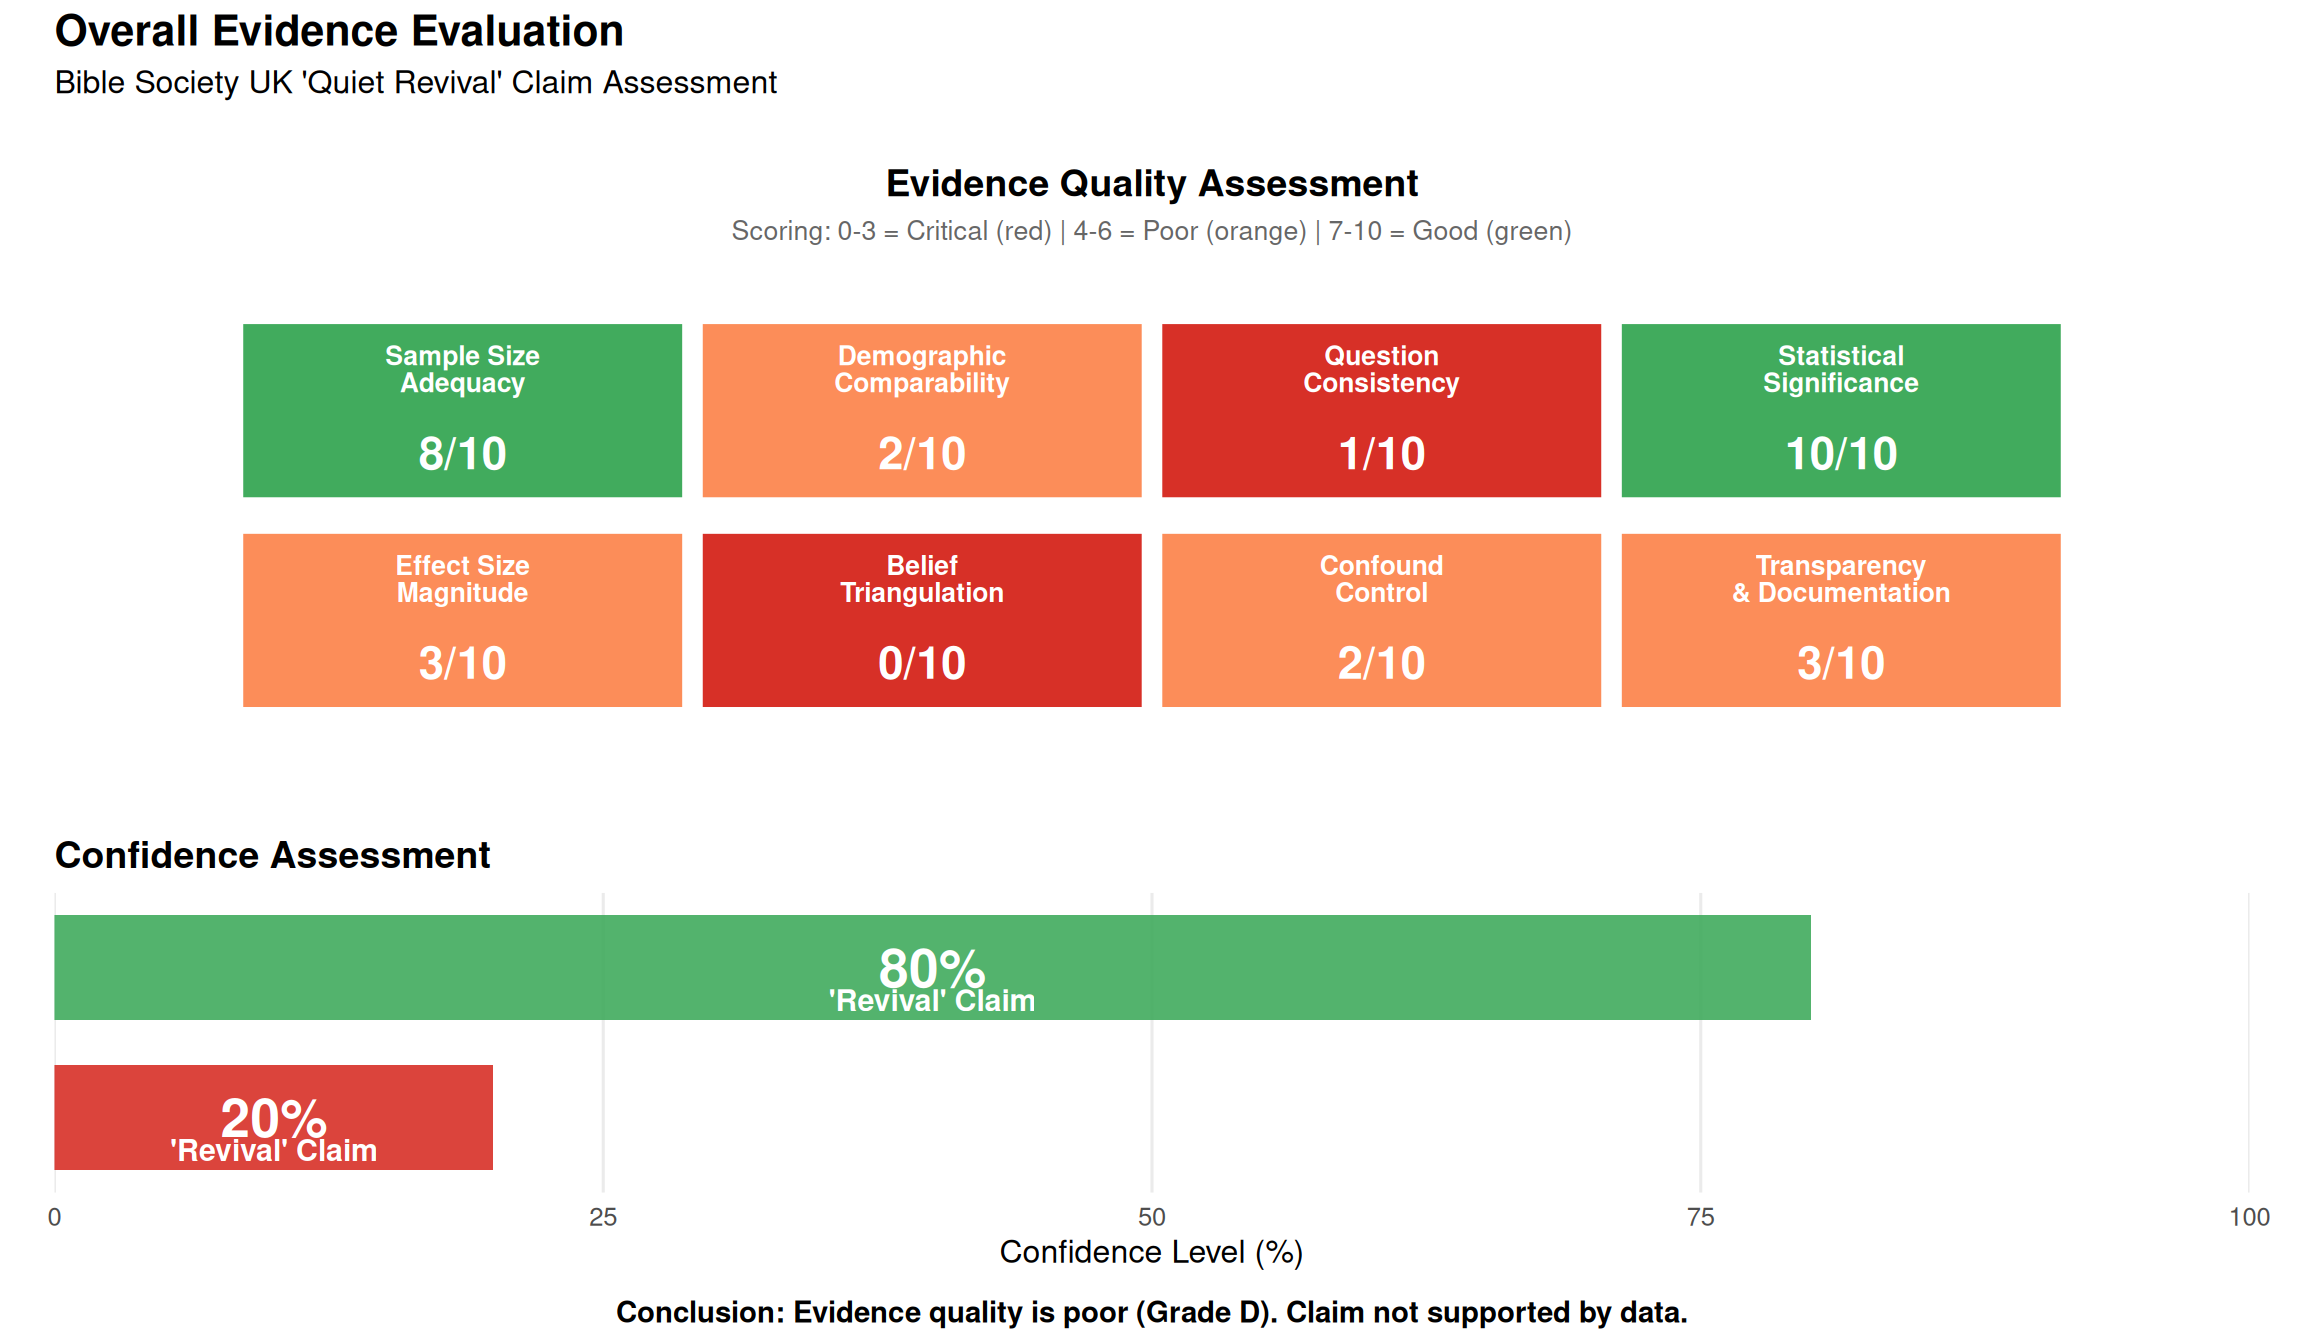 Overall Evidence Evaluation
Bible Society UK 'Quiet Revival' Claim Assessment
Evidence Quality Assessment
Scoring: 0-3 = Critical (red) | 4-6 = Poor (orange) | 7-10 = Good (green)
Sample Size
Adequacy
8/10
Demographic
Comparability
2/10
Question
Consistency
1/10
Statistical
Significance
10/10
Effect Size
Magnitude
3/10
Belief
Triangulation
0/10
Confound
Control
2/10
Transparency
& Documentation
3/10
Confidence Assessment
80%
'Revival' Claim
20%
'Revival' Claim
0 25 50 75 100
Confidence Level (%)
Conclusion: Evidence quality is poor (Grade D). Claim not supported by data.